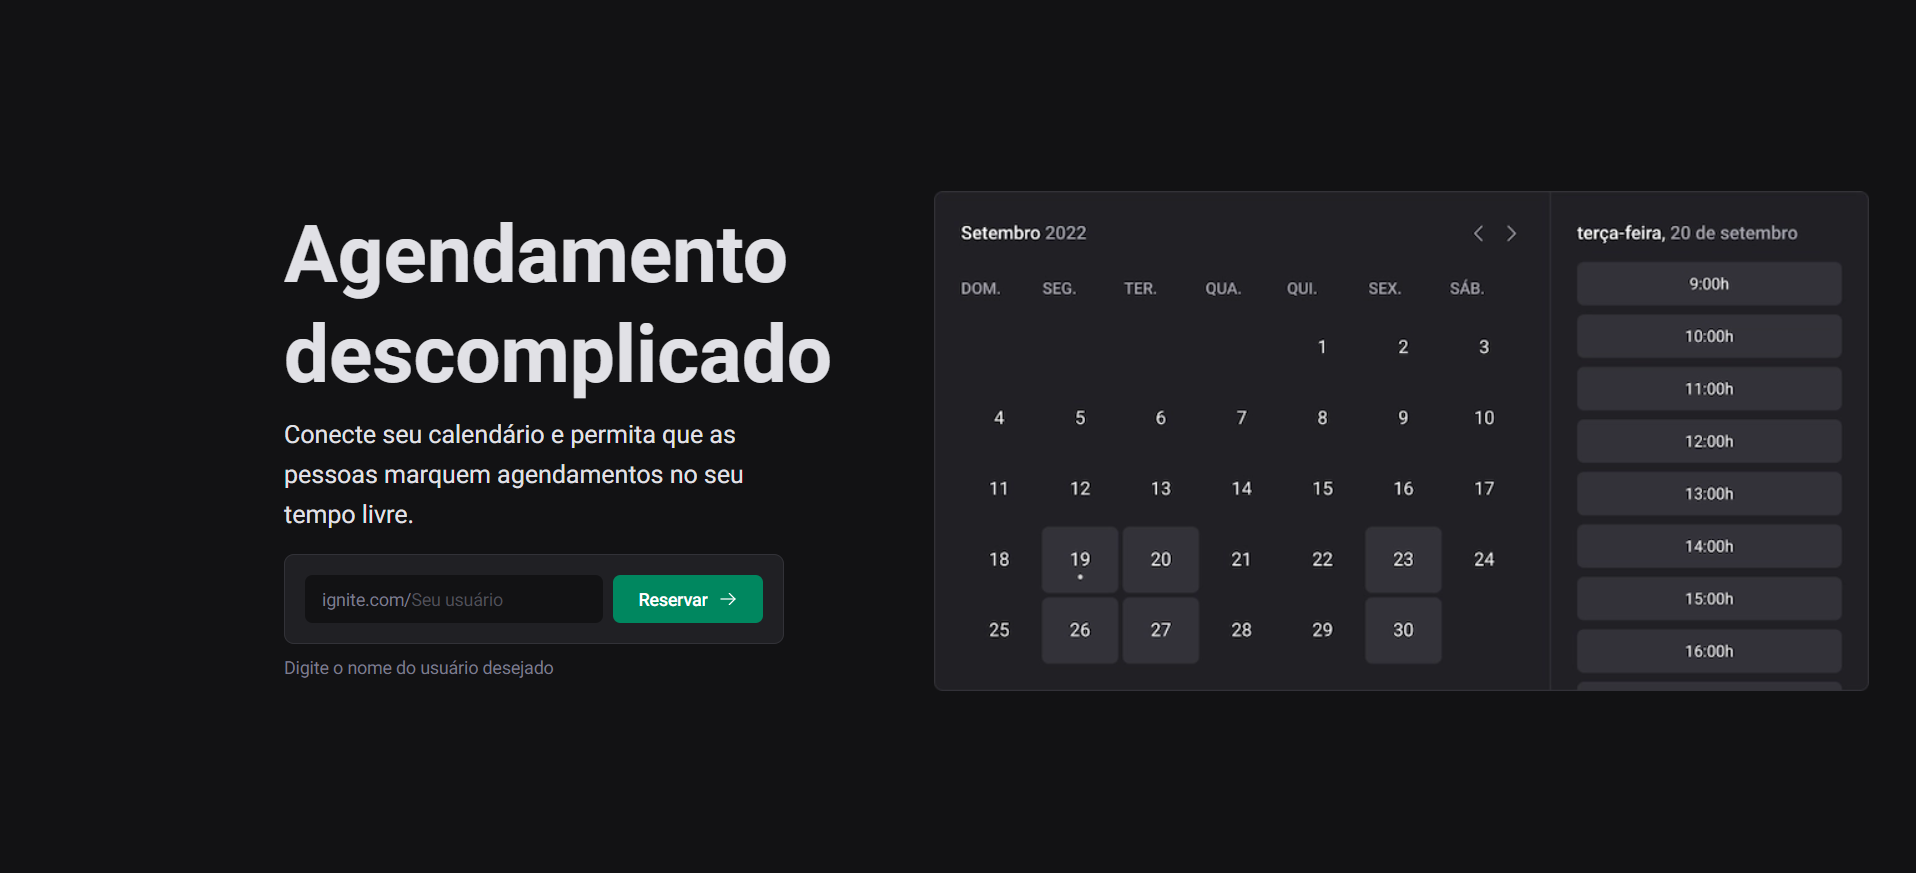 Agendamento
descomplicado
Conecte seu calendário e permita que as
pessoas marquem agendamentos no seu
tempo livre.
ignite.com/Seu usuário
Reservar →
Digite o nome do usuário desejado
Setembro 2022
DOM. SEG. TER. QUA. QUI. SEX. SÁB.
1 2 3
4 5 6 7 8 9 10
11 12 13 14 15 16 17
18 19 20 21 22 23 24
25 26 27 28 29 30
terça-feira, 20 de setembro
9:00h
10:00h
11:00h
12:00h
13:00h
14:00h
15:00h
16:00h